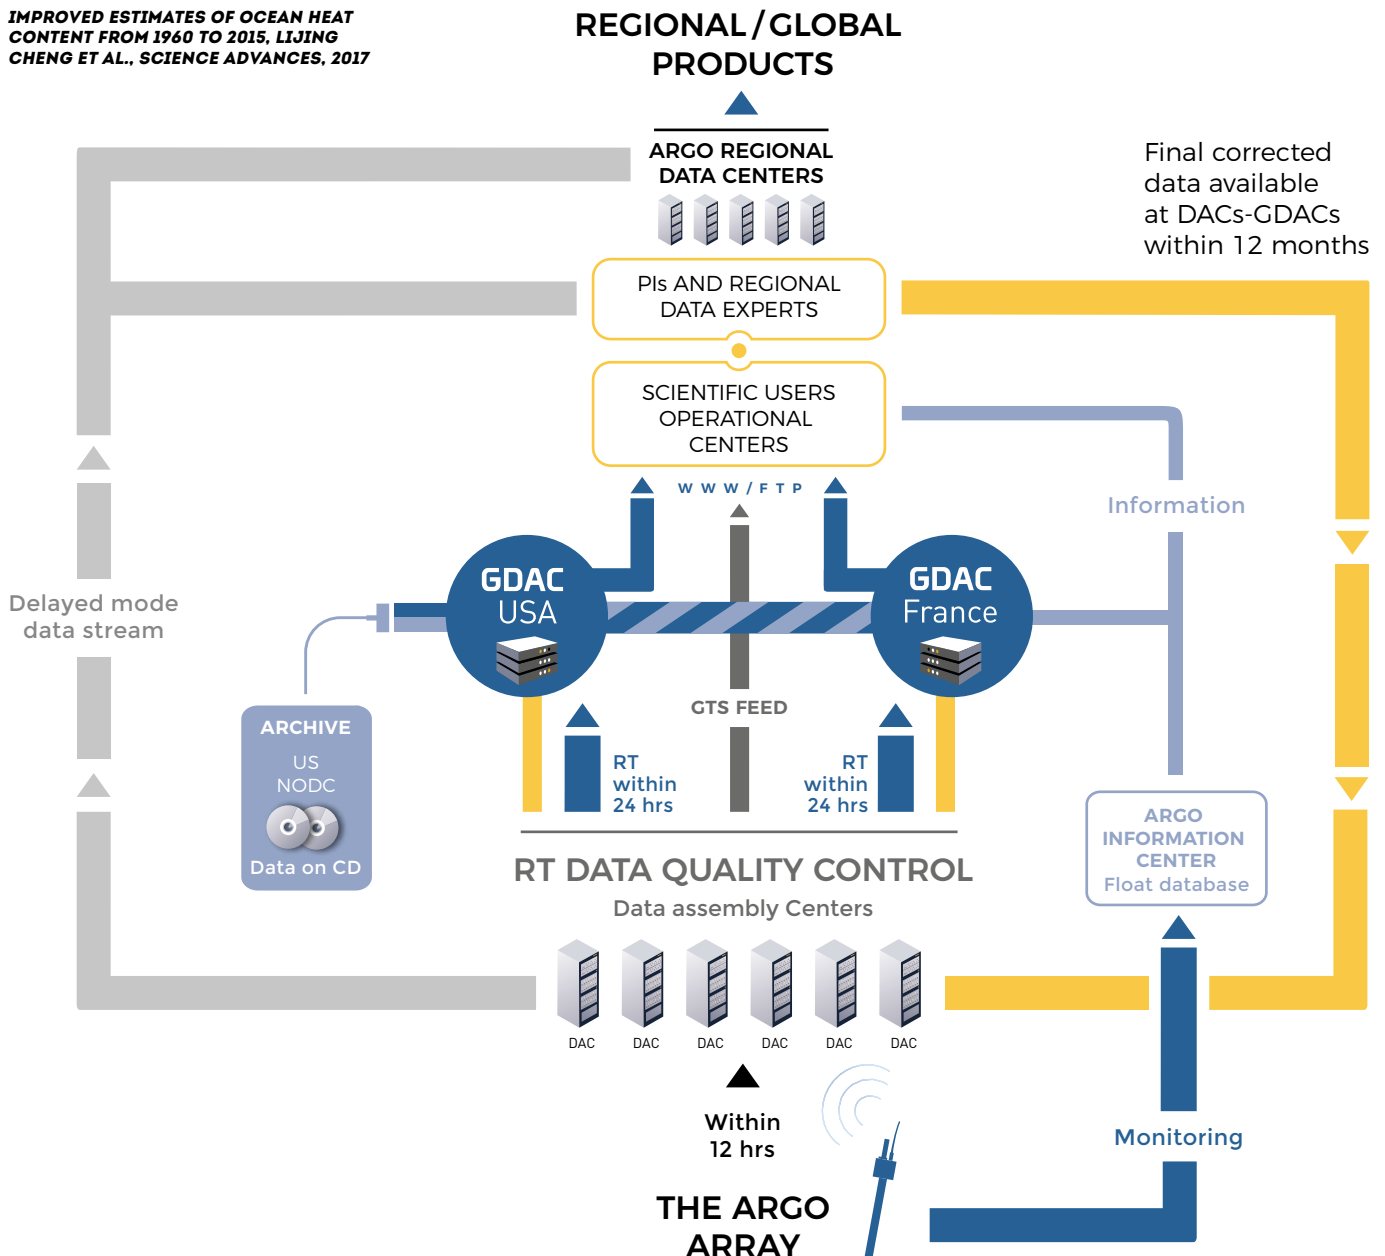 IMPROVED ESTIMATES OF OCEAN HEAT
CONTENT FROM 1960 TO 2015, LIJING
CHENG ET AL., SCIENCE ADVANCES, 2017
REGIONAL / GLOBAL
PRODUCTS
ARGO REGIONAL
DATA CENTERS
Final corrected
data available
at DACs-GDACs
within 12 months
PIs AND REGIONAL
DATA EXPERTS
SCIENTIFIC USERS
OPERATIONAL
CENTERS
WWW/FTP
Information
GDAC
USA
GDAC
France
Delayed mode
data stream
GTS FEED
ARCHIVE
US
NODC
Data on CD
RT
within
24 hrs
RT
within
24 hrs
ARGO
INFORMATION
CENTER
Float database
RT DATA QUALITY CONTROL
Data assembly Centers
DAC
DAC
DAC
DAC
DAC
DAC
Within
12 hrs
Monitoring
THE ARGO
ARRAY